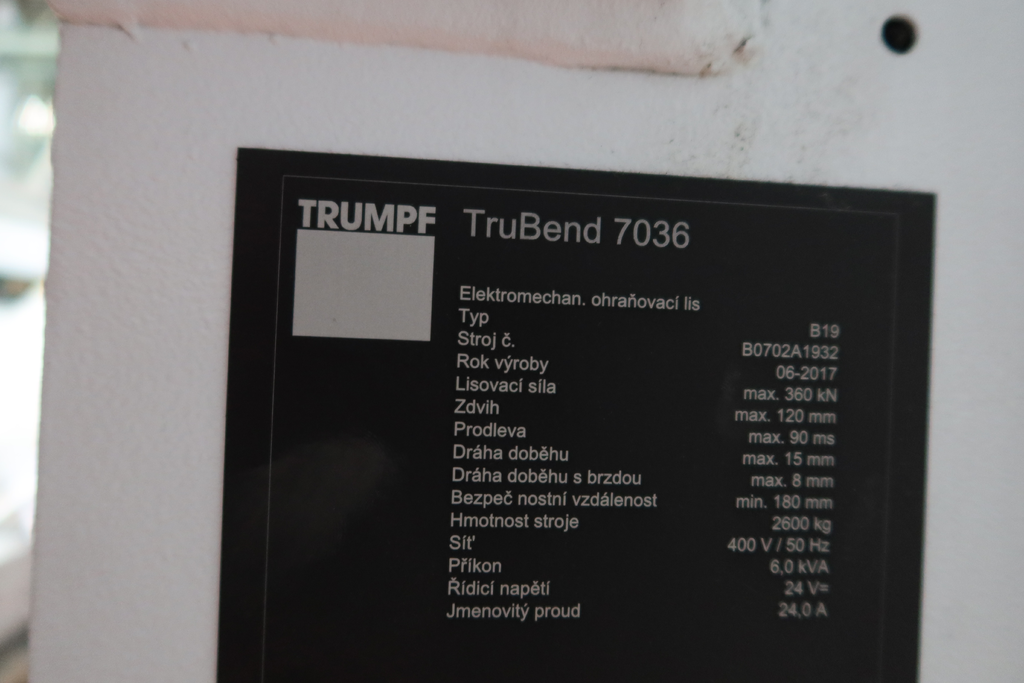 TRUMPF TruBend 7036
Elektromechan. ohraňovací lis
Typ B19
Stroj č. B0702A1932
Rok výroby 06-2017
Lisovací síla max. 360 kN
Zdvih max. 120 mm
Prodleva max. 90 ms
Dráha doběhu max. 15 mm
Dráha doběhu s brzdou max. 8 mm
Bezpeč nostní vzdálenost min. 180 mm
Hmotnost stroje 2600 kg
Sít' 400 V / 50 Hz
Příkon 6,0 kVA
Řídicí napětí 24 V=
Jmenovitý proud 24,0 A